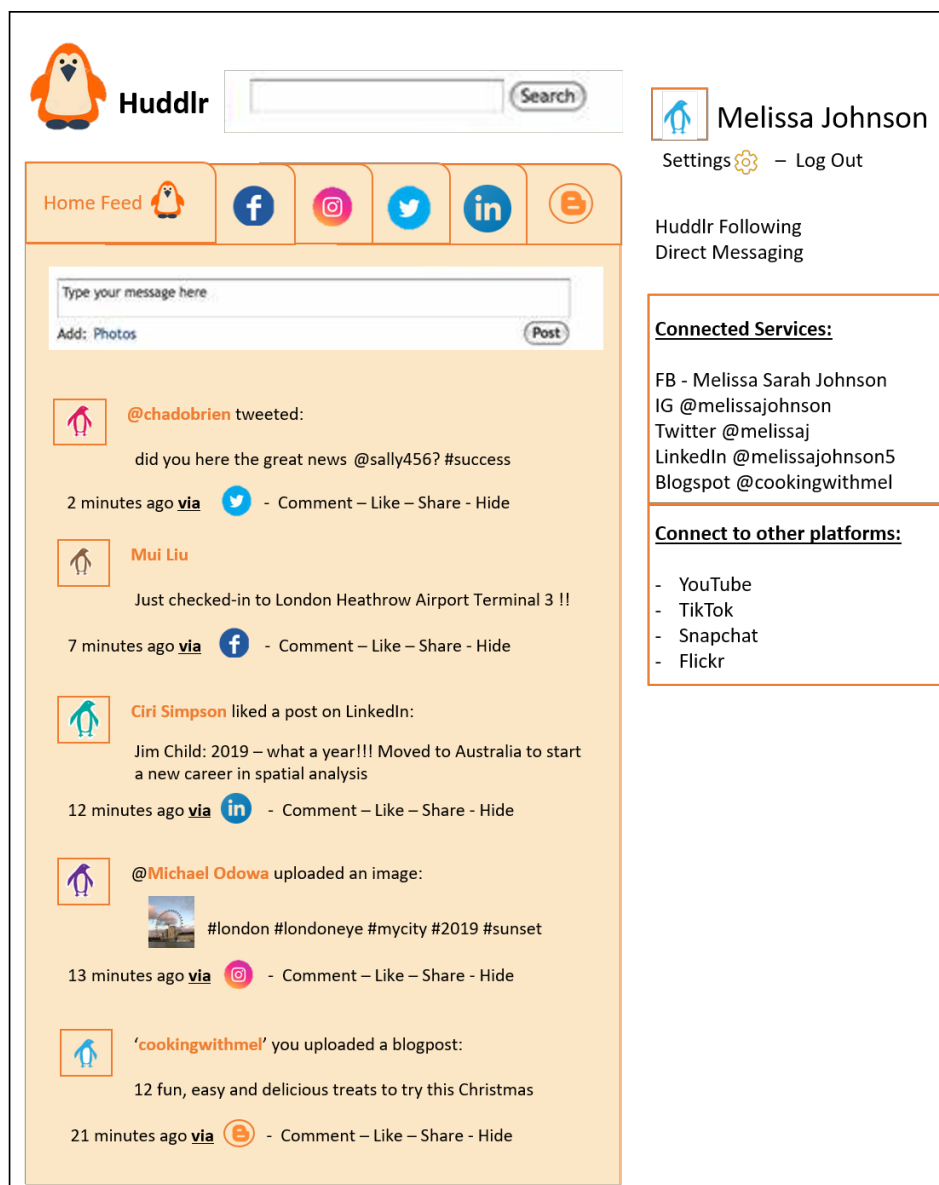 Huddlr
Search
Melissa Johnson
Settings – Log Out
Home Feed
Huddlr Following
Direct Messaging
Type your message here
Add: Photos
Post
@chadobrien tweeted:
did you here the great news @sally456? #success
2 minutes ago via - Comment – Like – Share - Hide
Mui Liu
Just checked-in to London Heathrow Airport Terminal 3 !!
7 minutes ago via - Comment – Like – Share - Hide
Ciri Simpson liked a post on LinkedIn:
Jim Child: 2019 – what a year!!! Moved to Australia to start
a new career in spatial analysis
12 minutes ago via in - Comment – Like – Share - Hide
@Michael Odowa uploaded an image:
#london #londoneye #mycity #2019 #sunset
13 minutes ago via - Comment – Like – Share - Hide
‘cookingwithmel’ you uploaded a blogpost:
12 fun, easy and delicious treats to try this Christmas
21 minutes ago via - Comment – Like – Share - Hide
Connected Services:
FB - Melissa Sarah Johnson
IG @melissajohnson
Twitter @melissaj
LinkedIn @melissajohnson5
Blogspot @cookingwithmel
Connect to other platforms:
- YouTube
- TikTok
- Snapchat
- Flickr